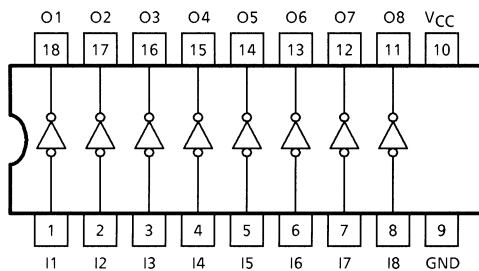 O1 O2 O3 O4 O5 O6 O7 O8 VCC
18 17 16 15 14 13 12 11 10
1 2 3 4 5 6 7 8 9
I1 I2 I3 I4 I5 I6 I7 I8 GND